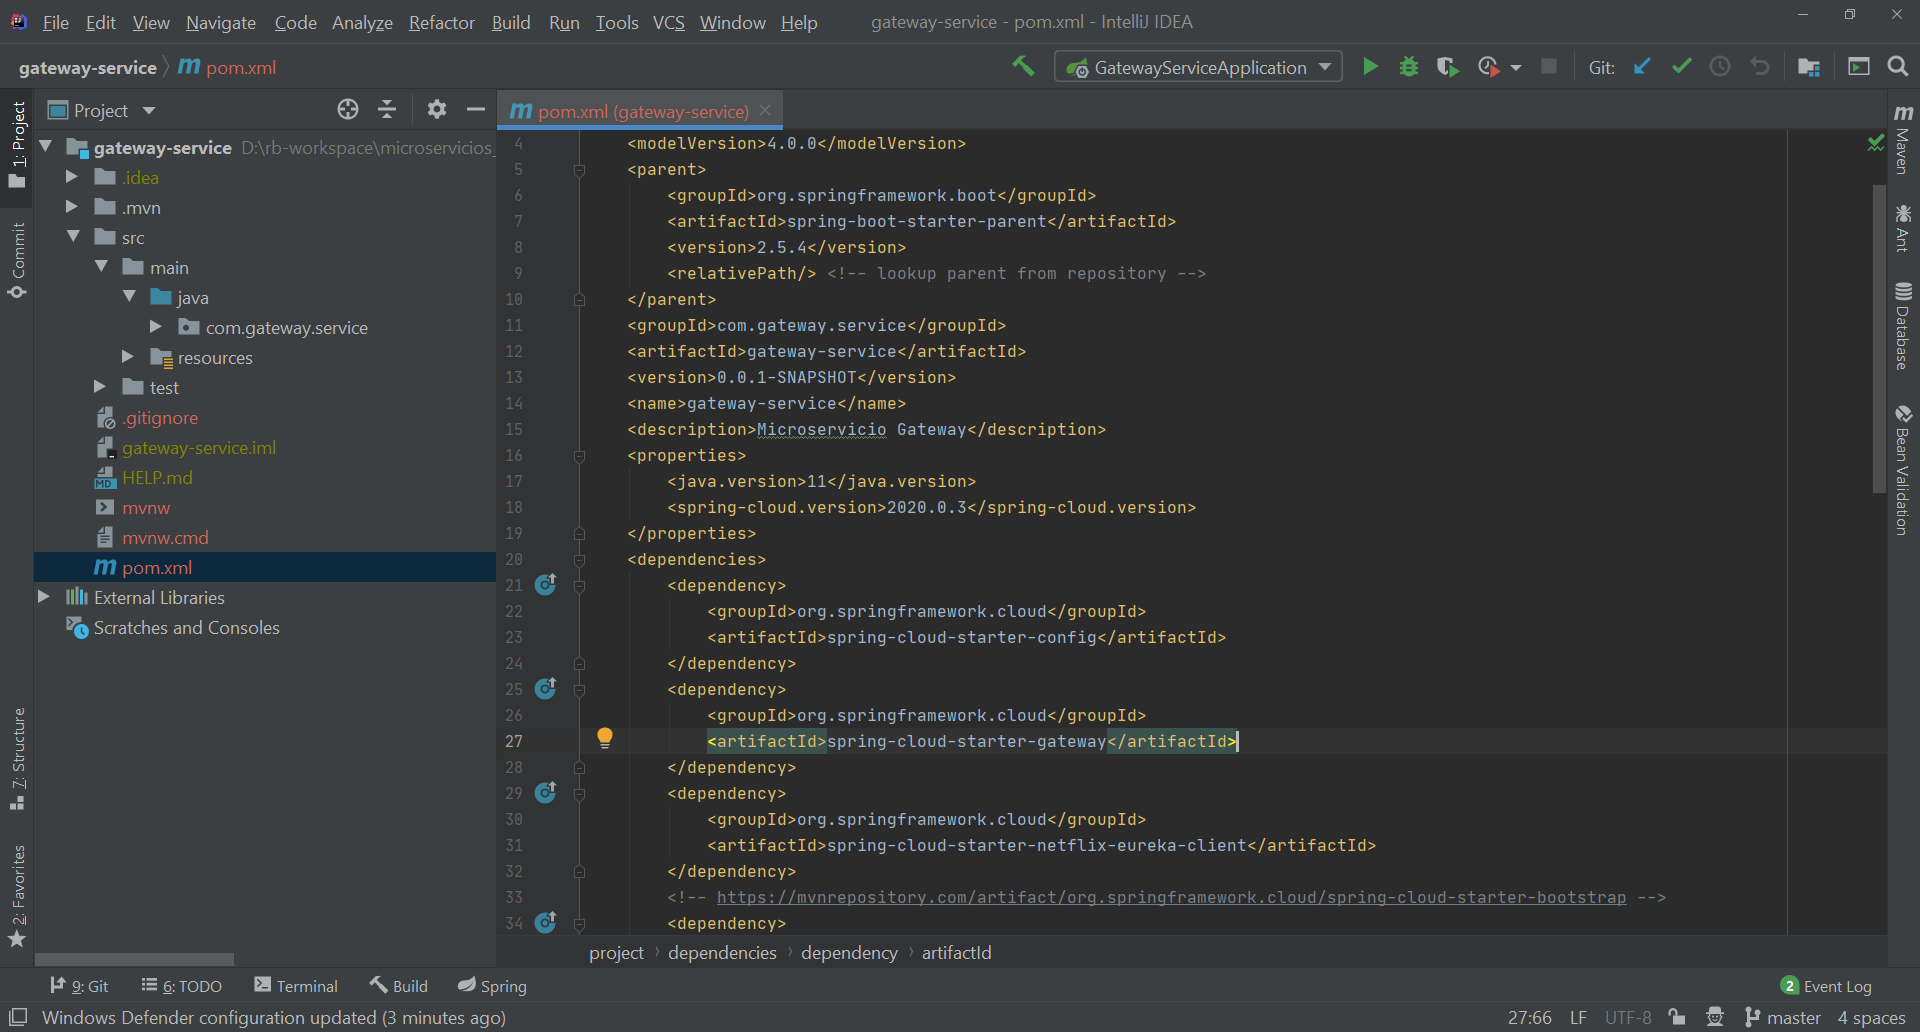 File Edit View Navigate Code Analyze Refactor Build Run Tools VCS Window Help gateway-service - pom.xml - IntelliJ IDEA
gateway-service m pom.xml GatewayServiceApplication Git:
Project
m pom.xml (gateway-service)
gateway-service D:\rb-workspace\microservicios_
.idea
.mvn
src
main
java
com.gateway.service
resources
test
.gitignore
gateway-service.iml
MD HELP.md
mvnw
mvnw.cmd
m pom.xml
External Libraries
Scratches and Consoles
1: Project
Commit
7: Structure
2: Favorites
4 <modelVersion>4.0.0</modelVersion>
5 <parent>
6 <groupId>org.springframework.boot</groupId>
7 <artifactId>spring-boot-starter-parent</artifactId>
8 <version>2.5.4</version>
9 <relativePath/> <!-- lookup parent from repository -->
10 </parent>
11 <groupId>com.gateway.service</groupId>
12 <artifactId>gateway-service</artifactId>
13 <version>0.0.1-SNAPSHOT</version>
14 <name>gateway-service</name>
15 <description>Microservicio Gateway</description>
16 <properties>
17 <java.version>11</java.version>
18 <spring-cloud.version>2020.0.3</spring-cloud.version>
19 </properties>
20 <dependencies>
21 <dependency>
22 <groupId>org.springframework.cloud</groupId>
23 <artifactId>spring-cloud-starter-config</artifactId>
24 </dependency>
25 <dependency>
26 <groupId>org.springframework.cloud</groupId>
27 <artifactId>spring-cloud-starter-gateway</artifactId>
28 </dependency>
29 <dependency>
30 <groupId>org.springframework.cloud</groupId>
31 <artifactId>spring-cloud-starter-netflix-eureka-client</artifactId>
32 </dependency>
33 <!-- https://mvnrepository.com/artifact/org.springframework.cloud/spring-cloud-starter-bootstrap -->
34 <dependency>
project › dependencies › dependency › artifactId
m Maven
Ant
Database
Bean Validation
9: Git 6: TODO Terminal Build Spring 2 Event Log
Windows Defender configuration updated (3 minutes ago) 27:66 LF UTF-8 master 4 spaces